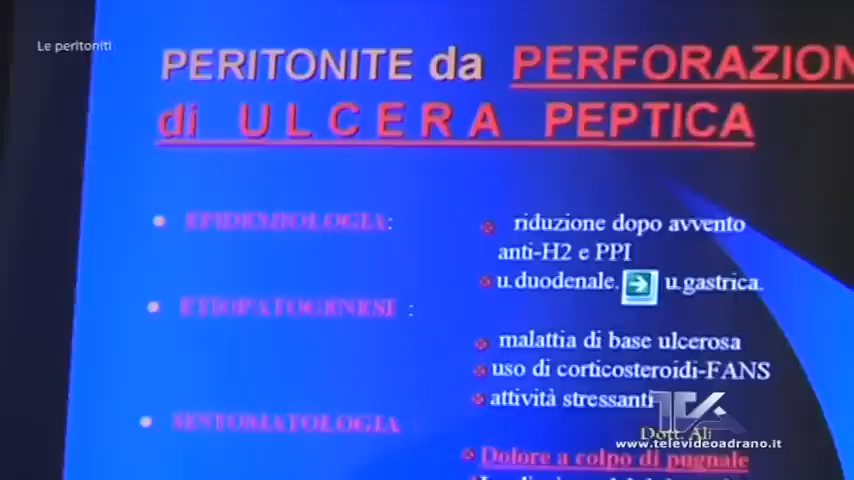 Le peritoniti
PERITONITE da PERFORAZION
di ULCERA PEPTICA
EPIDEMIOLOGIA:
riduzione dopo avvento
anti-H2 e PPI
u.duodenale. u.gastrica.
ETIOPATOGENESI :
malattia di base ulcerosa
uso di corticosteroidi-FANS
attività stressanti
SINTOMATOLOGIA
Dott. Alì
www.televideoadrano.it
Dolore a colpo di pugnale